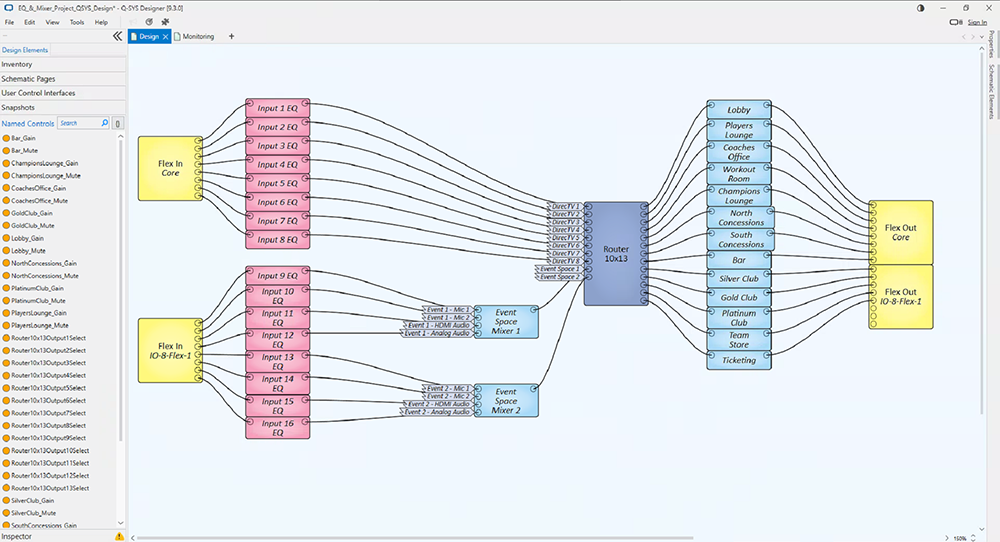 EQ_&_Mixer_Project_QSYS_Design* - Q-SYS Designer [9.3.0]
File Edit View Tools Help
Sign In
Design Monitoring
Design Elements
Inventory
Schematic Pages
User Control Interfaces
Snapshots
Named Controls Search
Bar_Gain
Bar_Mute
ChampionsLounge_Gain
ChampionsLounge_Mute
CoachesOffice_Gain
CoachesOffice_Mute
GoldClub_Gain
GoldClub_Mute
Lobby_Gain
Lobby_Mute
NorthConcessions_Gain
NorthConcessions_Mute
PlatinumClub_Gain
PlatinumClub_Mute
PlayersLounge_Gain
PlayersLounge_Mute
Router10x13Output1Select
Router10x13Output2Select
Router10x13Output3Select
Router10x13Output4Select
Router10x13Output5Select
Router10x13Output6Select
Router10x13Output7Select
Router10x13Output8Select
Router10x13Output9Select
Router10x13Output10Select
Router10x13Output11Select
Router10x13Output12Select
Router10x13Output13Select
SilverClub_Gain
SilverClub_Mute
SouthConcessions_Gain
Inspector
Flex In
Core
Input 1 EQ
Input 2 EQ
Input 3 EQ
Input 4 EQ
Input 5 EQ
Input 6 EQ
Input 7 EQ
Input 8 EQ
Flex In
IO-8-Flex-1
Input 9 EQ
Input 10
EQ
Input 11
EQ
Input 12
EQ
Input 13
EQ
Input 14
EQ
Input 15
EQ
Input 16
EQ
Event 1 - Mic 1
Event 1 - Mic 2
Event 1 - HDMI Audio
Event 1 - Analog Audio
Event
Space
Mixer 1
Event 2 - Mic 1
Event 2 - Mic 2
Event 2 - HDMI Audio
Event 2 - Analog Audio
Event
Space
Mixer 2
DirecTV 1
DirecTV 2
DirecTV 3
DirecTV 4
DirecTV 5
DirecTV 6
DirecTV 7
DirecTV 8
Event Space 1
Event Space 2
Router
10x13
Lobby
Players
Lounge
Coaches
Office
Workout
Room
Champions
Lounge
North
Concessions
South
Concessions
Bar
Silver Club
Gold Club
Platinum
Club
Team
Store
Ticketing
Flex Out
Core
Flex Out
IO-8-Flex-1
Properties
Schematic Elements
150%